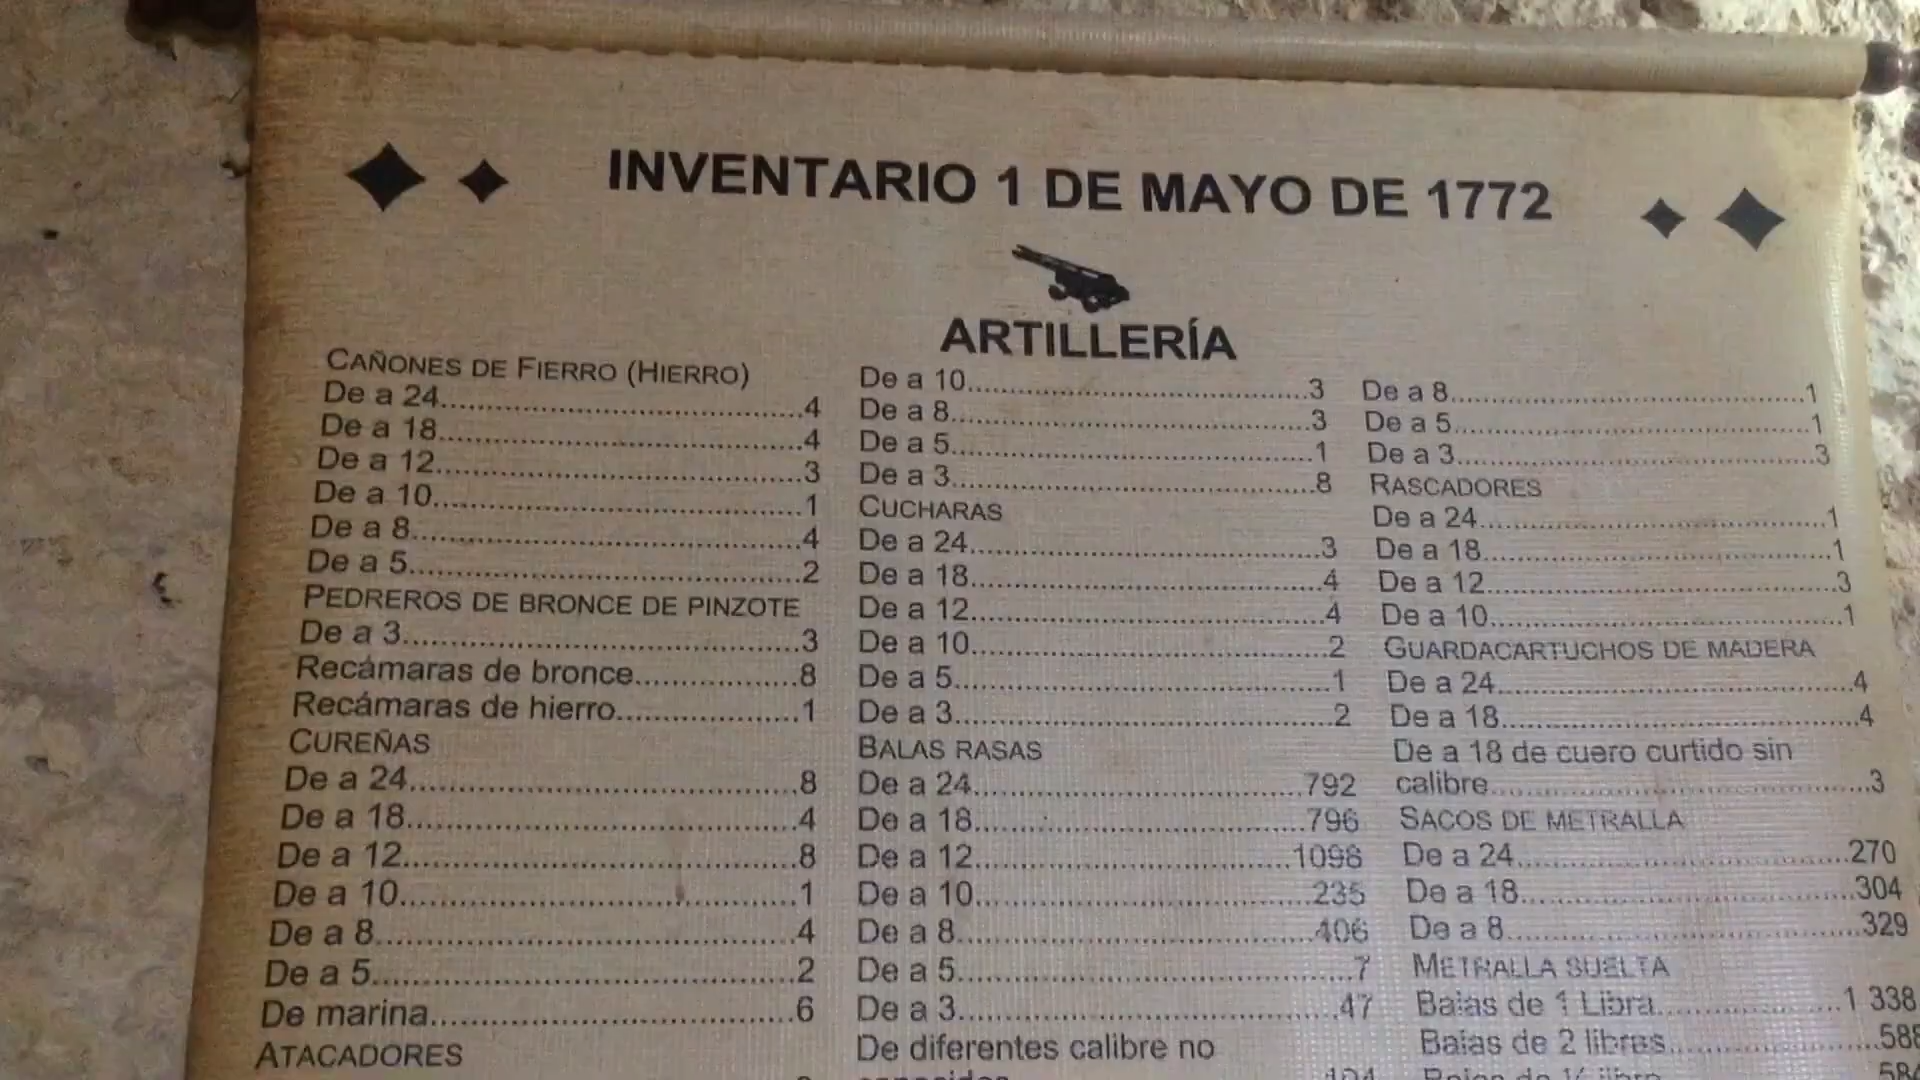 INVENTARIO 1 DE MAYO DE 1772
ARTILLERÍA
CAÑONES DE FIERRO (HIERRO)
De a 24 4
De a 18 4
De a 12 3
De a 10 1
De a 8 4
De a 5 2
PEDREROS DE BRONCE DE PINZOTE
De a 3 3
Recámaras de bronce 8
Recámaras de hierro 1
CUREÑAS
De a 24 8
De a 18 4
De a 12 8
De a 10 1
De a 8 4
De a 5 2
De marina 6
ATACADORES
De a 10 3
De a 8 3
De a 5 1
De a 3 8
CUCHARAS
De a 24 3
De a 18 4
De a 12 4
De a 10 2
De a 5 1
De a 3 2
BALAS RASAS
De a 24 792
De a 18 796
De a 12 1098
De a 10 235
De a 8 406
De a 5 7
De a 3 47
De diferentes calibre no
De a 8 1
De a 5 1
De a 3 3
RASCADORES
De a 24 1
De a 18 1
De a 12 3
De a 10 1
GUARDACARTUCHOS DE MADERA
De a 24 4
De a 18 4
De a 18 de cuero curtido sin
calibre 3
SACOS DE METRALLA
De a 24 270
De a 18 304
De a 8 329
METRALLA SUELTA
Balas de 1 Libra 1 338
Balas de 2 libras 588